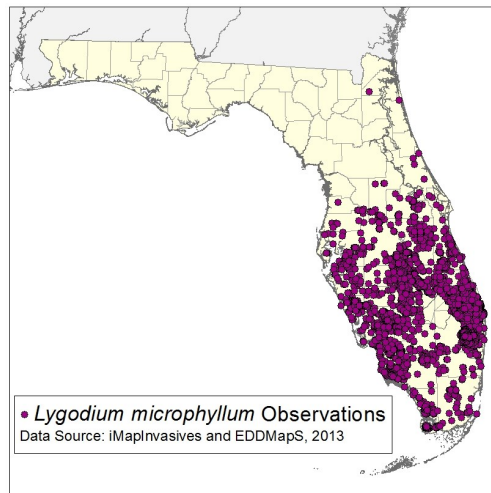 Lygodium microphyllum Observations
Data Source: iMapInvasives and EDDMapS, 2013